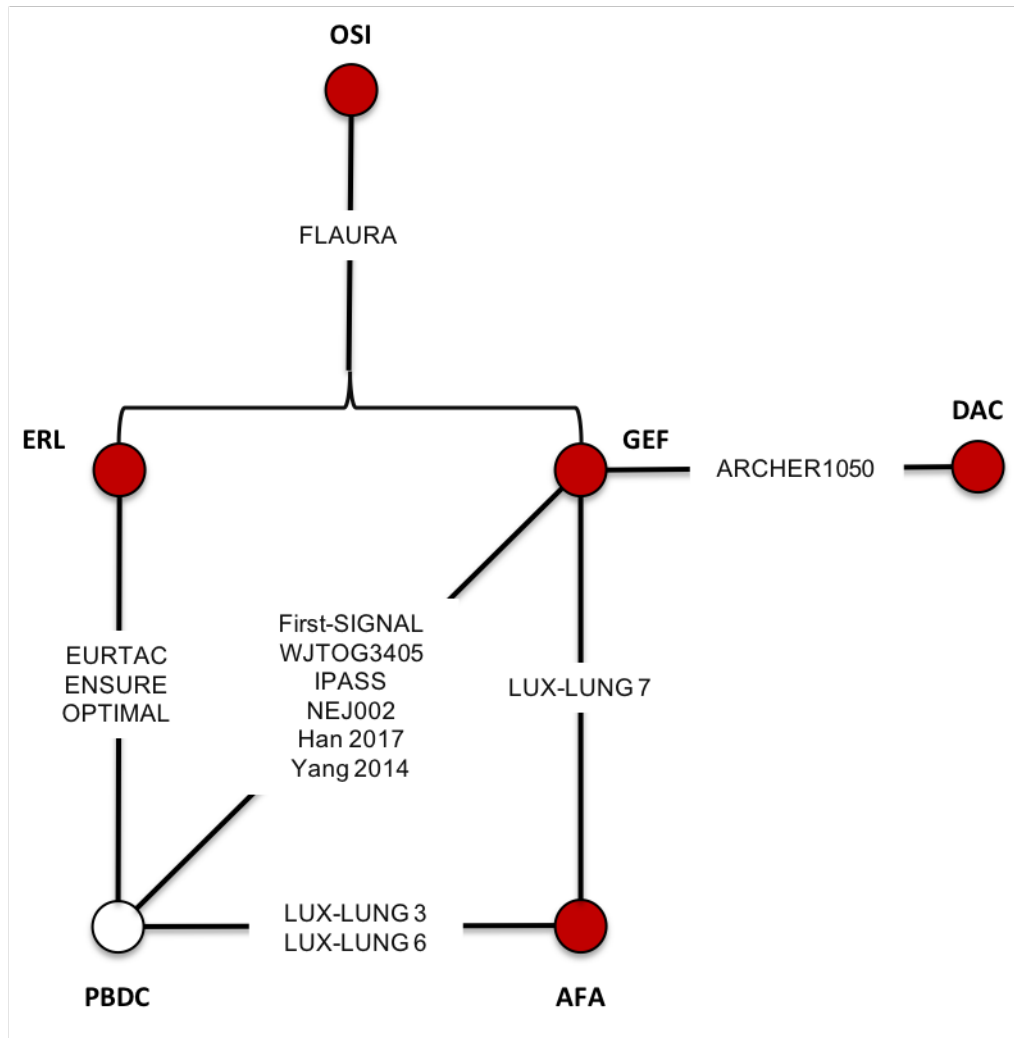 OSI
FLAURA
ERL
GEF
DAC
ARCHER1050
First-SIGNAL
WJTOG3405
IPASS
NEJ002
Han 2017
Yang 2014
EURTAC
ENSURE
OPTIMAL
LUX-LUNG 7
LUX-LUNG 3
LUX-LUNG 6
PBDC
AFA